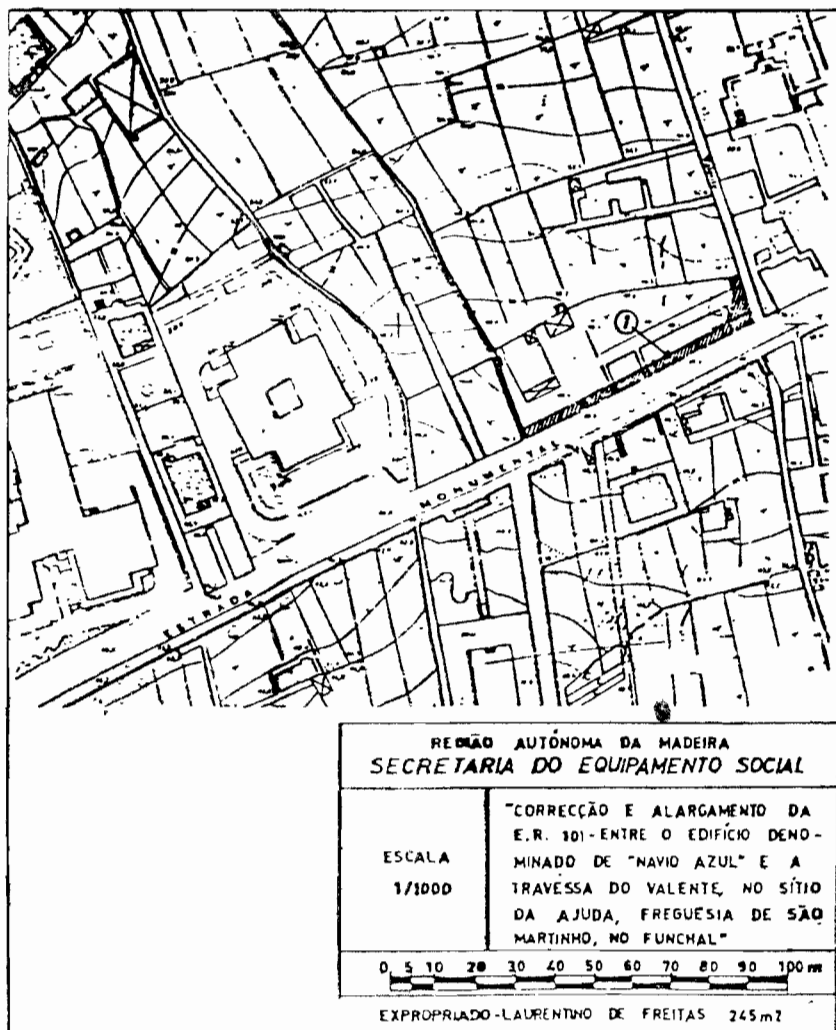 1
MONUMENTAL
ESTRADA
REGIÃO AUTÓNOMA DA MADEIRA
SECRETARIA DO EQUIPAMENTO SOCIAL
ESCALA
1/1000
"CORRECÇÃO E ALARGAMENTO DA
E.R. 101-ENTRE O EDIFÍCIO DENO-
MINADO DE "NAVIO AZUL" E A
TRAVESSA DO VALENTE, NO SÍTIO
DA AJUDA, FREGUESIA DE SÃO
MARTINHO, NO FUNCHAL"
0 5 10 20 30 40 50 60 70 80 90 100 m
EXPROPRIADO-LAURENTINO DE FREITAS 245m2